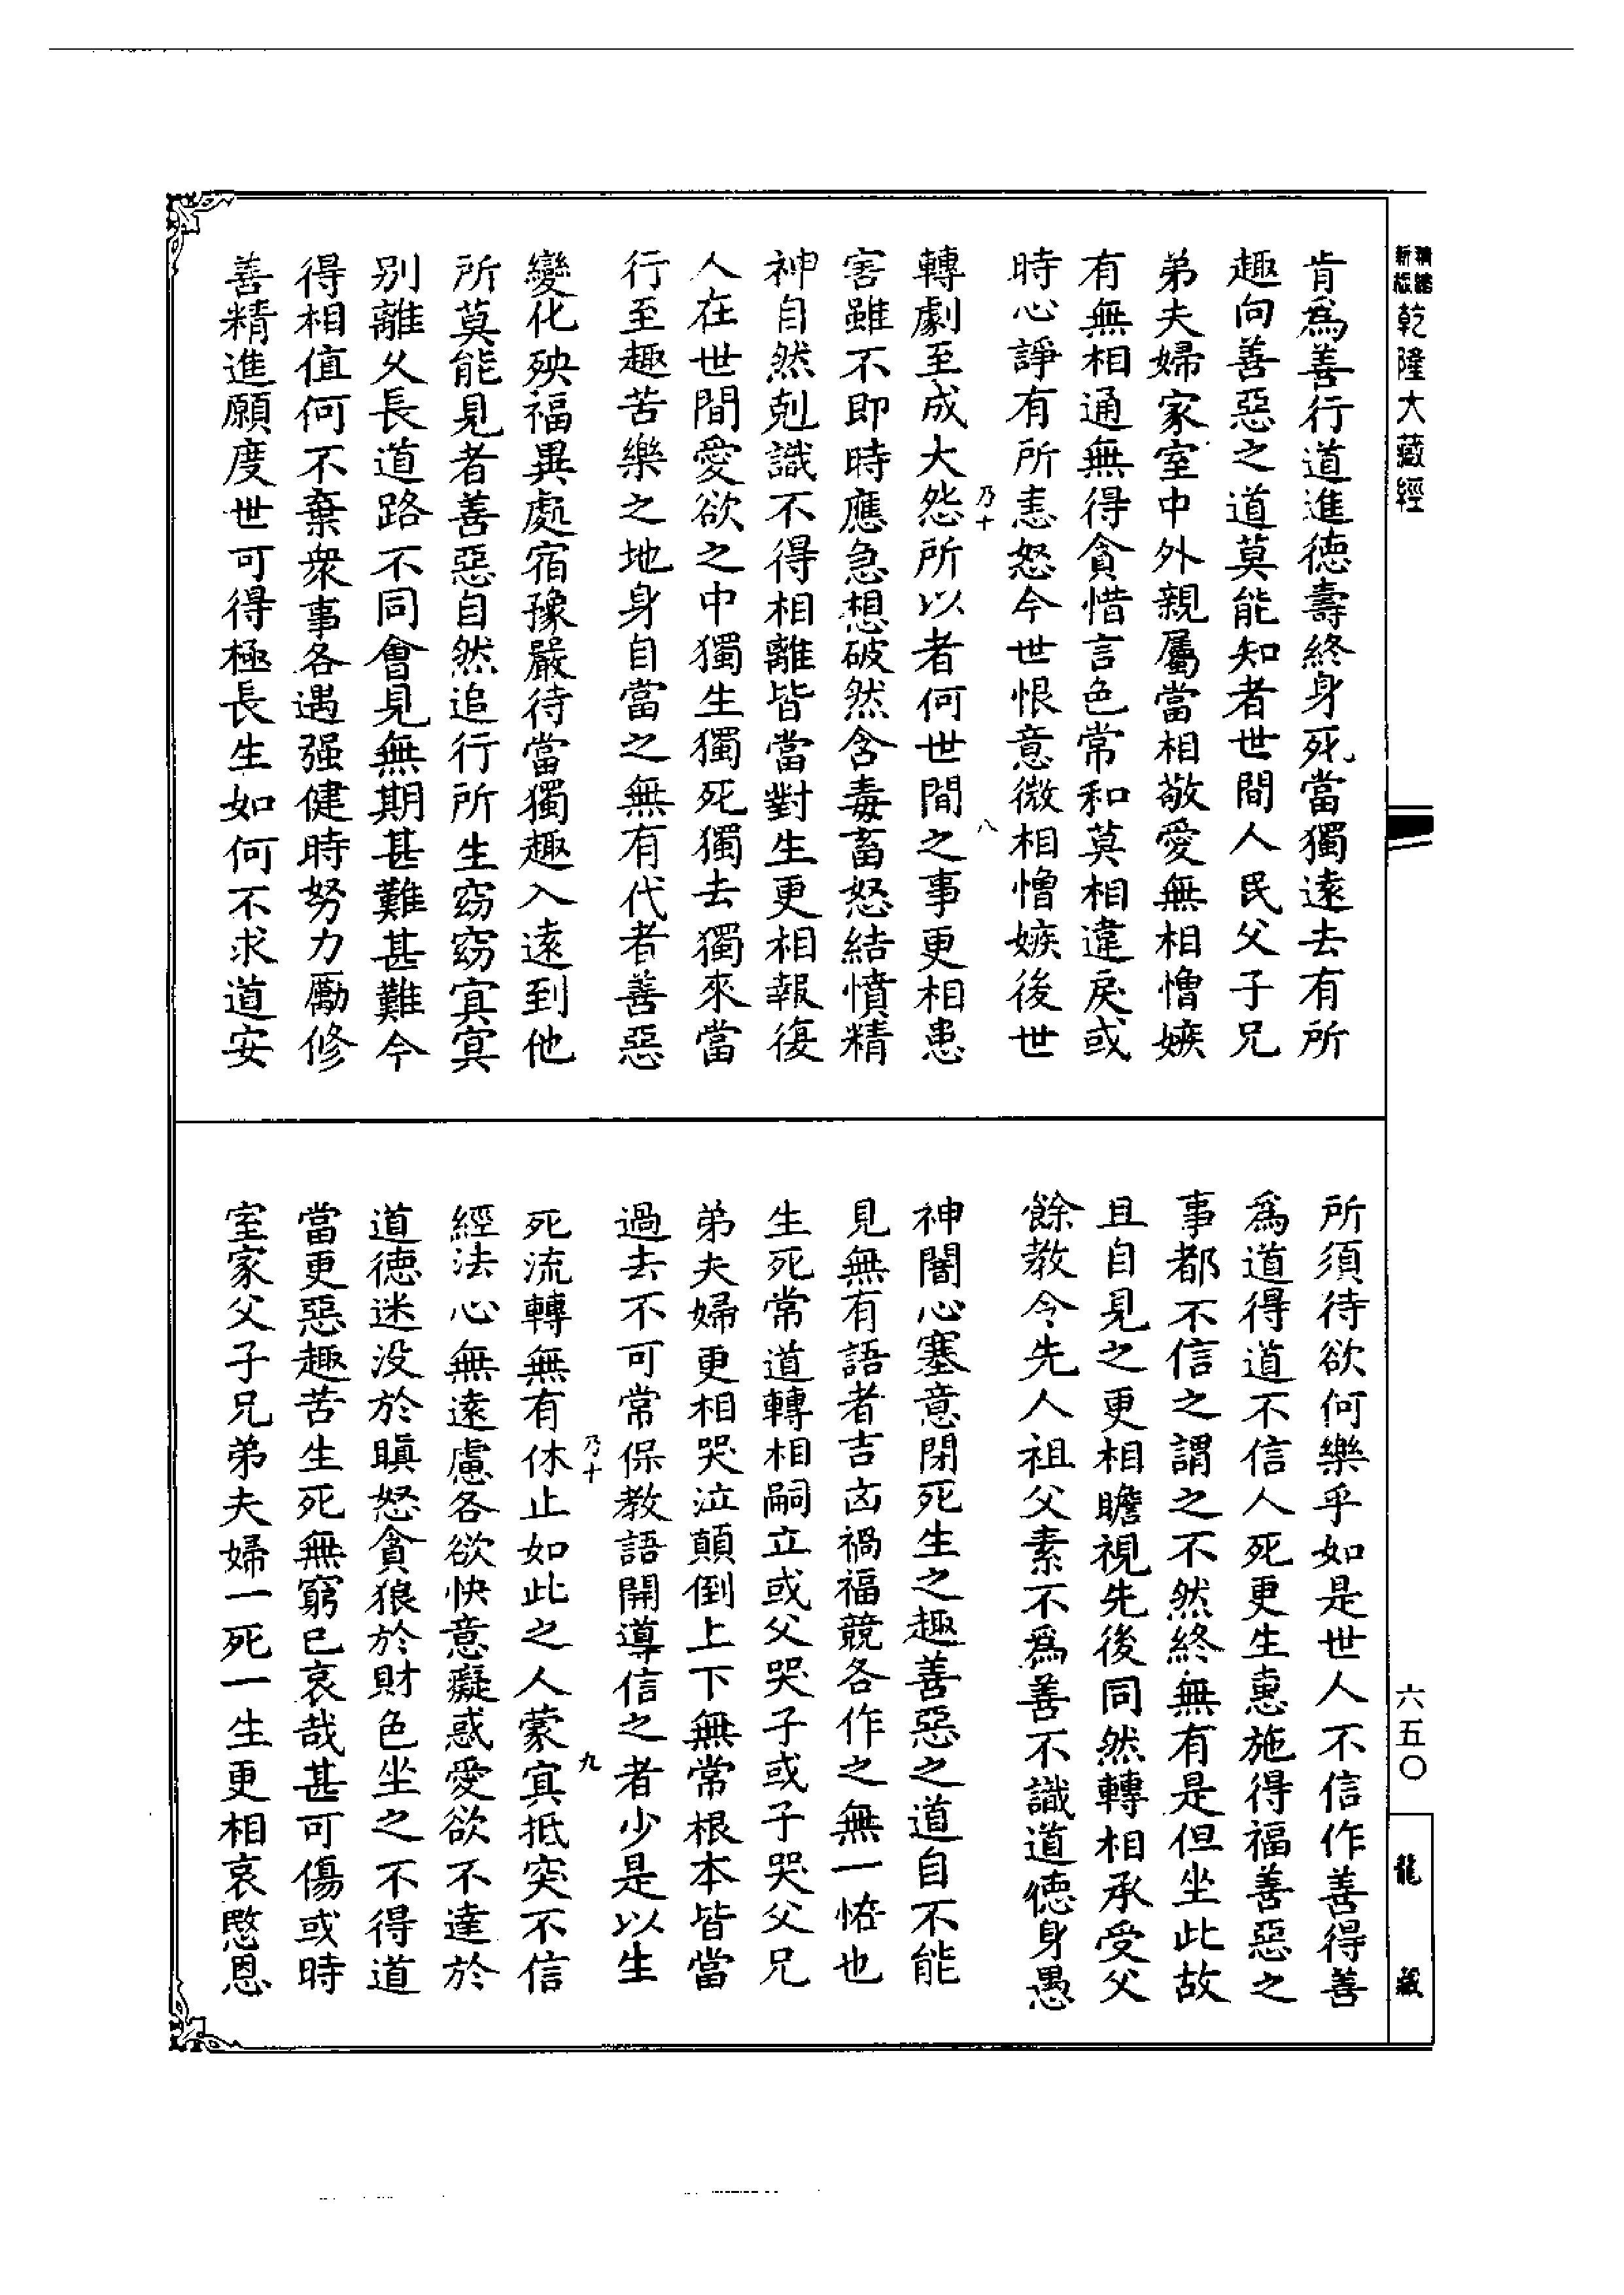 新版
精縮
乾隆大藏經
肯為善行道進德壽終身死當獨遠去有所
趣向善惡之道莫能知者世間人民父子兄
弟夫婦家室中外親屬當相敬愛無相憎嫉
有無相通無得貪惜言色常和莫相違戾或
時心諍有所恚怒今世恨意微相憎嫉後世
乃十
八
轉劇至成大怨所以者何世間之事更相患
害雖不即時應急想破然含毒畜怒結憤精
神自然剋識不得相離皆當對生更相報復
人在世間愛欲之中獨生獨死獨去獨來當
行至趣苦樂之地身自當之無有代者善惡
變化殃福異處宿豫嚴待當獨趣入遠到他
所莫能見者善惡自然追行所生窈窈冥冥
別離久長道路不同會見無期甚難甚難今
得相值何不棄衆事各遇强健時努力勵修
善精進願度世可得極長生如何不求道安
所須待欲何樂乎如是世人不信作善得善
為道得道不信人死更生惠施得福善惡之
事都不信之謂之不然終無有是但坐此故
且自見之更相瞻視先後同然轉相承受父
餘教令先人祖父素不為善不識道德身愚
神闇心塞意閉死生之趣善惡之道自不能
見無有語者吉凶禍福競各作之無一恠也
生死常道轉相嗣立或父哭子或子哭父兄
弟夫婦更相哭泣顛倒上下無常根本皆當
過去不可常保教語開導信之者少是以生
乃十
九
死流轉無有休止如此之人蒙冥抵突不信
經法心無遠慮各欲快意癡惑愛欲不達於
道德迷没於瞋怒貪狼於財色坐之不得道
當更惡趣苦生死無窮已哀哉甚可傷或時
室家父子兄弟夫婦一死一生更相哀愍恩
六五〇
龍藏